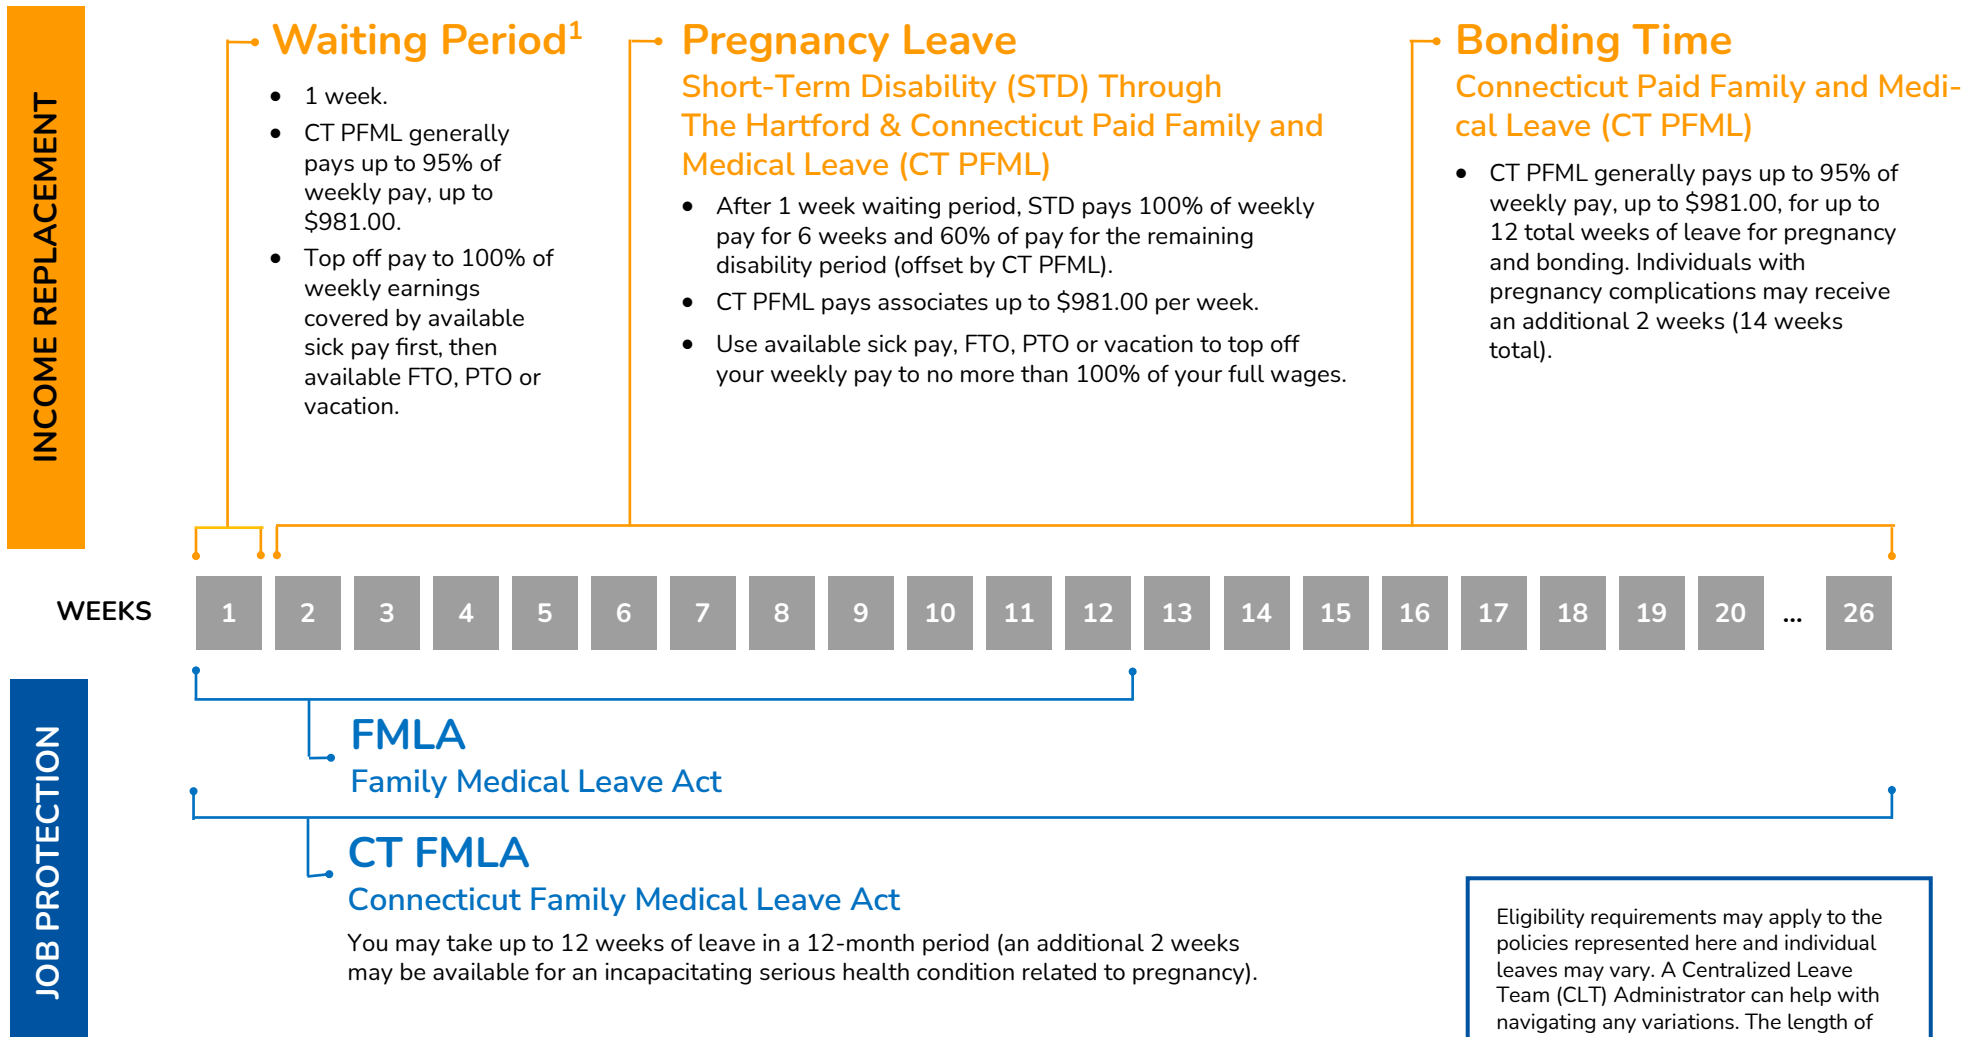 INCOME REPLACEMENT
Waiting Period1
• 1 week.
• CT PFML generally
pays up to 95% of
weekly pay, up to
$981.00.
• Top off pay to 100% of
weekly earnings
covered by available
sick pay first, then
available FTO, PTO or
vacation.
Pregnancy Leave
Short-Term Disability (STD) Through
The Hartford & Connecticut Paid Family and
Medical Leave (CT PFML)
• After 1 week waiting period, STD pays 100% of weekly
pay for 6 weeks and 60% of pay for the remaining
disability period (offset by CT PFML).
• CT PFML pays associates up to $981.00 per week.
• Use available sick pay, FTO, PTO or vacation to top off
your weekly pay to no more than 100% of your full wages.
Bonding Time
Connecticut Paid Family and Medi-
cal Leave (CT PFML)
• CT PFML generally pays up to 95% of
weekly pay, up to $981.00, for up to
12 total weeks of leave for pregnancy
and bonding. Individuals with
pregnancy complications may receive
an additional 2 weeks (14 weeks
total).
WEEKS 1 2 3 4 5 6 7 8 9 10 11 12 13 14 15 16 17 18 19 20 ... 26
JOB PROTECTION
FMLA
Family Medical Leave Act
CT FMLA
Connecticut Family Medical Leave Act
You may take up to 12 weeks of leave in a 12-month period (an additional 2 weeks
may be available for an incapacitating serious health condition related to pregnancy).
Eligibility requirements may apply to the
policies represented here and individual
leaves may vary. A Centralized Leave
Team (CLT) Administrator can help with
navigating any variations. The length of